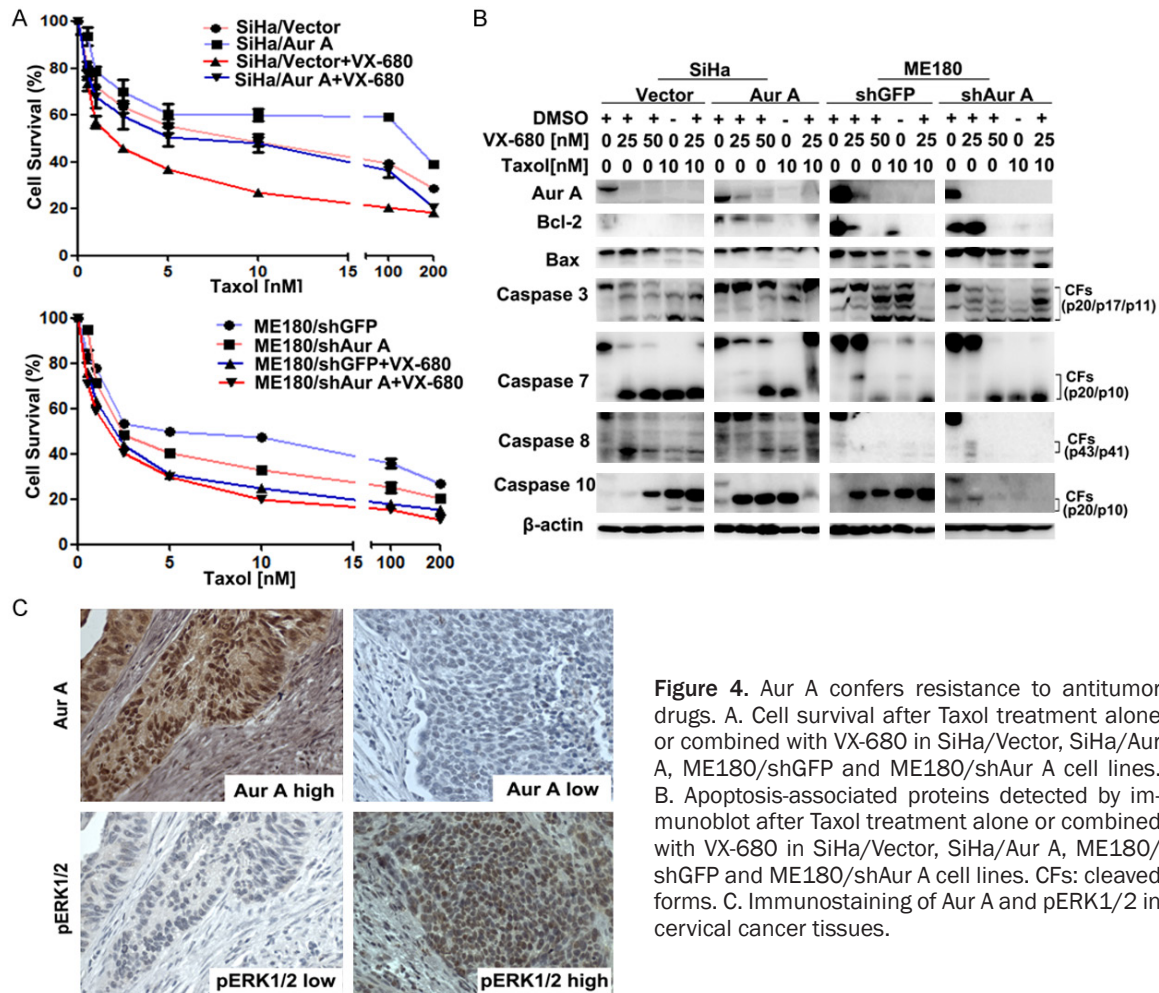 A
SiHa/Vector
SiHa/Aur A
SiHa/Vector+VX-680
SiHa/Aur A+VX-680
Cell Survival (%)
100
80
60
40
20
0
0 5 10 15 100 200
Taxol [nM]
ME180/shGFP
ME180/shAur A
ME180/shGFP+VX-680
ME180/shAur A+VX-680
Cell Survival (%)
100
80
60
40
20
0
0 5 10 15 100 200
Taxol [nM]
B
SiHa ME180
Vector Aur A shGFP shAur A
DMSO + + + - + + + + - + + + + - + + + + - +
VX-680 [nM] 0 25 50 0 25 0 25 50 0 25 0 25 50 0 25 0 25 50 0 25
Taxol[nM] 0 0 0 10 10 0 0 0 10 10 0 0 0 10 10 0 0 0 10 10
Aur A
Bcl-2
Bax
Caspase 3 CFs (p20/p17/p11)
Caspase 7 CFs (p20/p10)
Caspase 8 CFs (p43/p41)
Caspase 10 CFs (p20/p10)
β-actin
C
Aur A
Aur A high
Aur A low
pERK1/2
pERK1/2 low
pERK1/2 high
Figure 4. Aur A confers resistance to antitumor
drugs. A. Cell survival after Taxol treatment alone
or combined with VX-680 in SiHa/Vector, SiHa/Aur
A, ME180/shGFP and ME180/shAur A cell lines.
B. Apoptosis-associated proteins detected by im-
munoblot after Taxol treatment alone or combined
with VX-680 in SiHa/Vector, SiHa/Aur A, ME180/
shGFP and ME180/shAur A cell lines. CFs: cleaved
forms. C. Immunostaining of Aur A and pERK1/2 in
cervical cancer tissues.